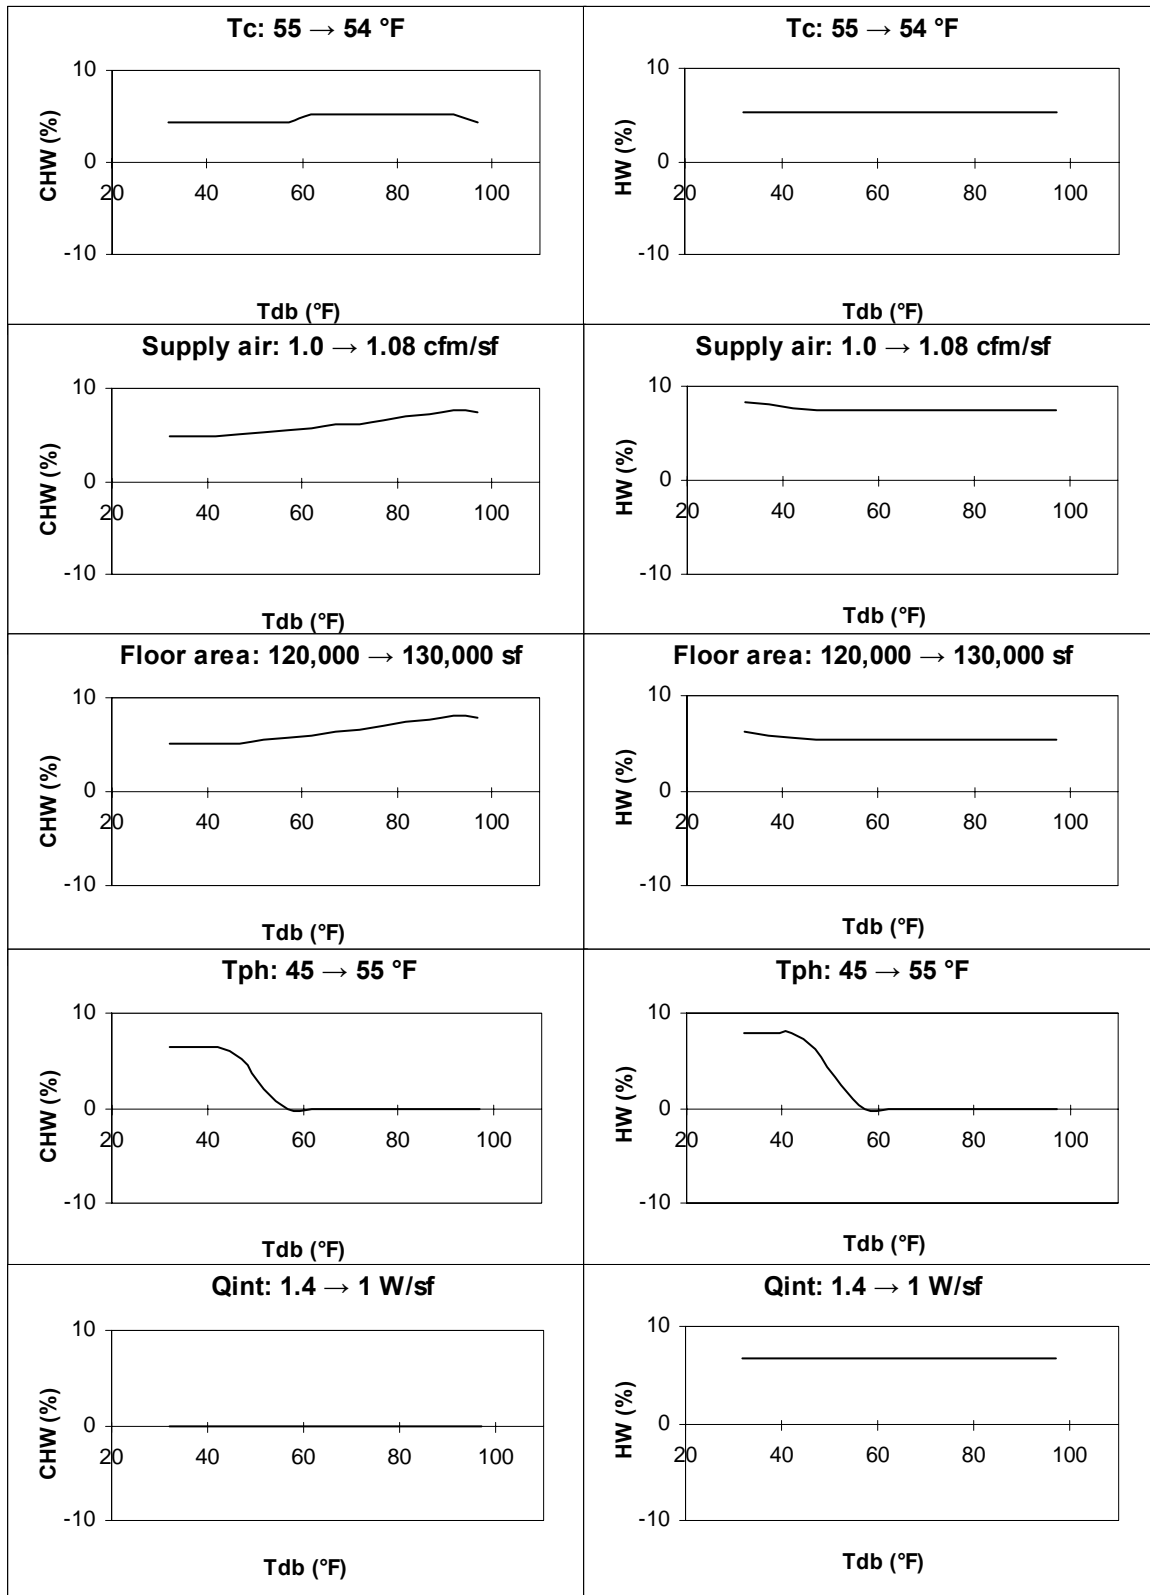 Tc: 55 → 54 °F
10
0
-10
20 40 60 80 100
CHW (%)
Tdb (°F)
Tc: 55 → 54 °F
10
0
-10
20 40 60 80 100
HW (%)
Tdb (°F)
Supply air: 1.0 → 1.08 cfm/sf
10
0
-10
20 40 60 80 100
CHW (%)
Tdb (°F)
Supply air: 1.0 → 1.08 cfm/sf
10
0
-10
20 40 60 80 100
HW (%)
Tdb (°F)
Floor area: 120,000 → 130,000 sf
10
0
-10
20 40 60 80 100
CHW (%)
Tdb (°F)
Floor area: 120,000 → 130,000 sf
10
0
-10
20 40 60 80 100
HW (%)
Tdb (°F)
Tph: 45 → 55 °F
10
0
-10
20 40 60 80 100
CHW (%)
Tdb (°F)
Tph: 45 → 55 °F
10
0
-10
20 40 60 80 100
HW (%)
Tdb (°F)
Qint: 1.4 → 1 W/sf
10
0
-10
20 40 60 80 100
CHW (%)
Tdb (°F)
Qint: 1.4 → 1 W/sf
10
0
-10
20 40 60 80 100
HW (%)
Tdb (°F)